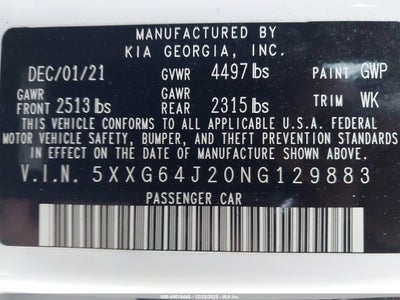 MANUFACTURED BY
KIA GEORGIA, INC.
DEC/01/21 GVWR 4497 lbs PAINT GWP
GAWR FRONT 2513 lbs GAWR REAR 2315 lbs TRIM WK
THIS VEHICLE CONFORMS TO ALL APPLICABLE U.S.A. FEDERAL
MOTOR VEHICLE SAFETY, BUMPER, AND THEFT PREVENTION STANDARDS
IN EFFECT ON THE DATE OF MANUFACTURE SHOWN ABOVE.
V.I.N. 5XXG64J20NG129883
PASSENGER CAR